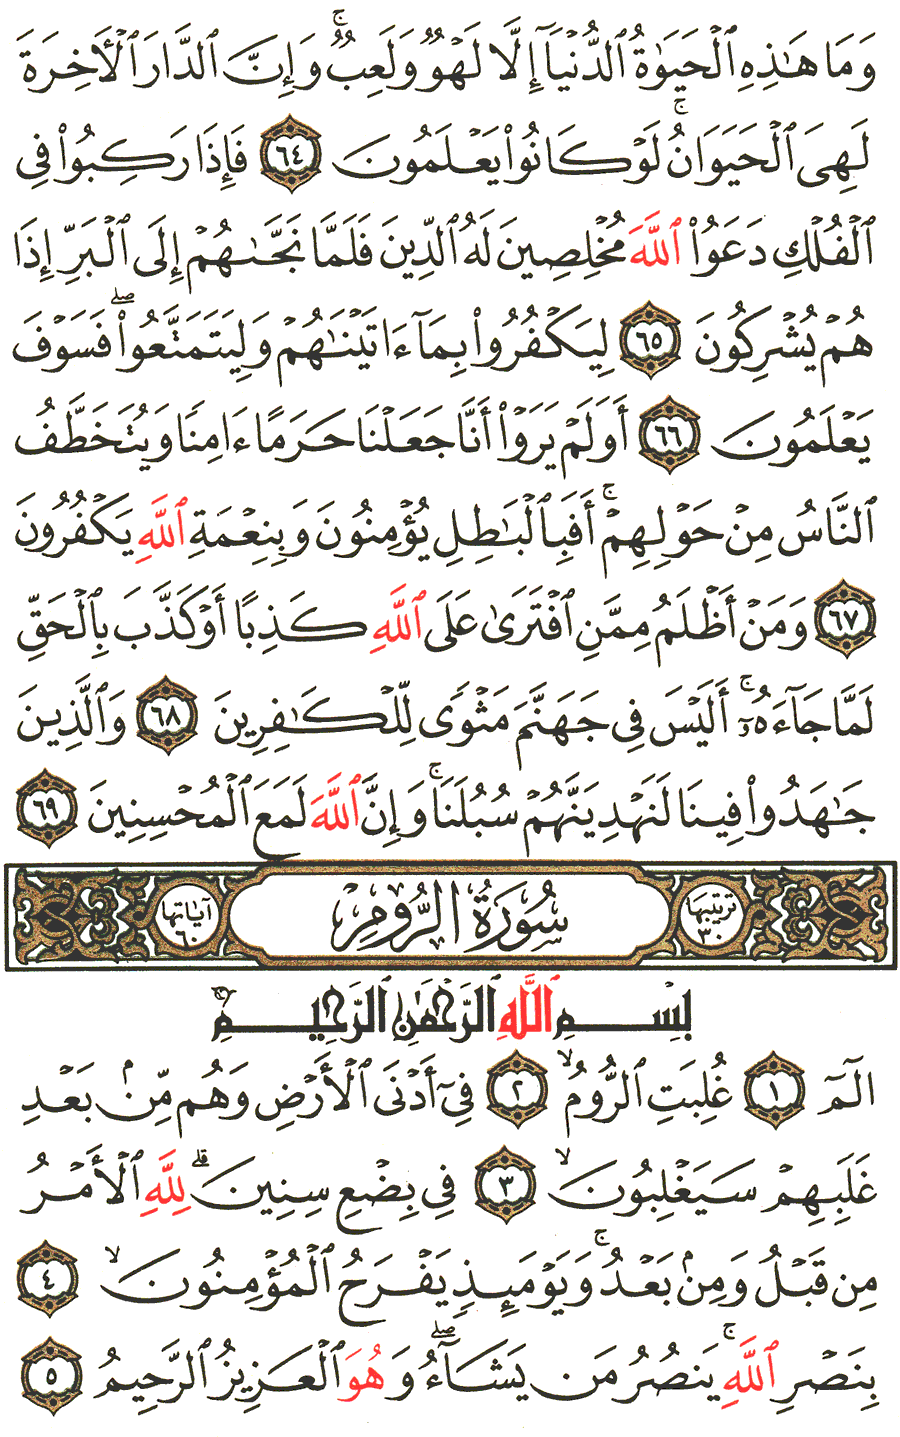 وَمَا هَٰذِهِ ٱلْحَيَوٰةُ ٱلدُّنْيَآ إِلَّا لَهْوٌ وَلَعِبٌ ۚ وَإِنَّ ٱلدَّارَ ٱلْأَخِرَةَ
لَهِىَ ٱلْحَيَوَانُ ۚ لَوْ كَانُوا۟ يَعْلَمُونَ ٦٤ فَإِذَا رَكِبُوا۟ فِى
ٱلْفُلْكِ دَعَوُا۟ ٱللَّهَ مُخْلِصِينَ لَهُ ٱلدِّينَ فَلَمَّا نَجَّىٰهُمْ إِلَى ٱلْبَرِّ إِذَا
هُمْ يُشْرِكُونَ ٦٥ لِيَكْفُرُوا۟ بِمَآ ءَاتَيْنَٰهُمْ وَلِيَتَمَتَّعُوا۟ ۖ فَسَوْفَ
يَعْلَمُونَ ٦٦ أَوَلَمْ يَرَوْا۟ أَنَّا جَعَلْنَا حَرَمًا ءَامِنًا وَيُتَخَطَّفُ
ٱلنَّاسُ مِنْ حَوْلِهِمْ ۚ أَفَبِٱلْبَٰطِلِ يُؤْمِنُونَ وَبِنِعْمَةِ ٱللَّهِ يَكْفُرُونَ
٦٧ وَمَنْ أَظْلَمُ مِمَّنِ ٱفْتَرَىٰ عَلَى ٱللَّهِ كَذِبًا أَوْ كَذَّبَ بِٱلْحَقِّ
لَمَّا جَآءَهُۥٓ ۚ أَلَيْسَ فِى جَهَنَّمَ مَثْوًى لِّلْكَٰفِرِينَ ٦٨ وَٱلَّذِينَ
جَٰهَدُوا۟ فِينَا لَنَهْدِيَنَّهُمْ سُبُلَنَا ۚ وَإِنَّ ٱللَّهَ لَمَعَ ٱلْمُحْسِنِينَ ٦٩
ترتيبها ٣٠ سُورَةُ الرُّومِ آياتها ٦٠
بِسْمِ ٱللَّهِ ٱلرَّحْمَٰنِ ٱلرَّحِيمِ
الٓمٓ ١ غُلِبَتِ ٱلرُّومُ ۙ ٢ فِىٓ أَدْنَى ٱلْأَرْضِ وَهُم مِّنۢ بَعْدِ
غَلَبِهِمْ سَيَغْلِبُونَ ۙ ٣ فِى بِضْعِ سِنِينَ ۗ لِلَّهِ ٱلْأَمْرُ
مِن قَبْلُ وَمِنۢ بَعْدُ ۚ وَيَوْمَئِذٍ يَفْرَحُ ٱلْمُؤْمِنُونَ ۙ ٤
بِنَصْرِ ٱللَّهِ ۚ يَنصُرُ مَن يَشَآءُ ۖ وَهُوَ ٱلْعَزِيزُ ٱلرَّحِيمُ ٥